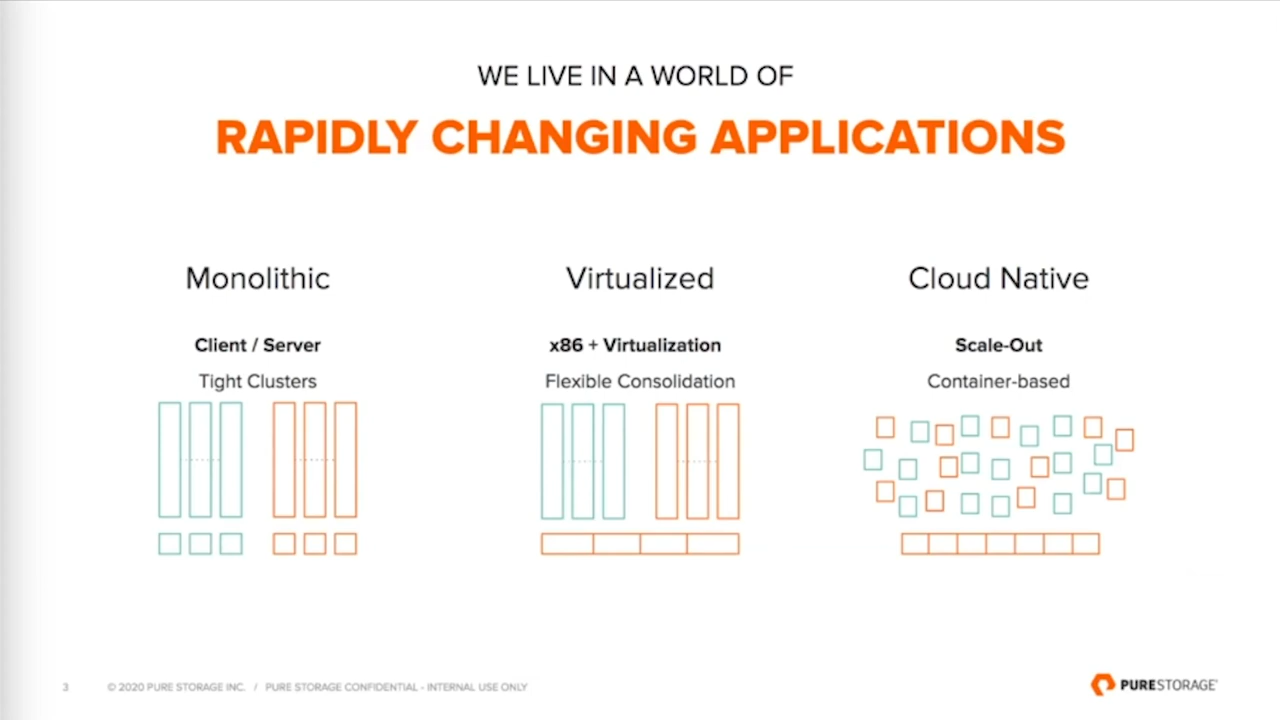 WE LIVE IN A WORLD OF
RAPIDLY CHANGING APPLICATIONS
Monolithic
Client / Server
Tight Clusters
Virtualized
x86 + Virtualization
Flexible Consolidation
Cloud Native
Scale-Out
Container-based
3 © 2020 PURE STORAGE INC. / PURE STORAGE CONFIDENTIAL - INTERNAL USE ONLY
PURESTORAGE®